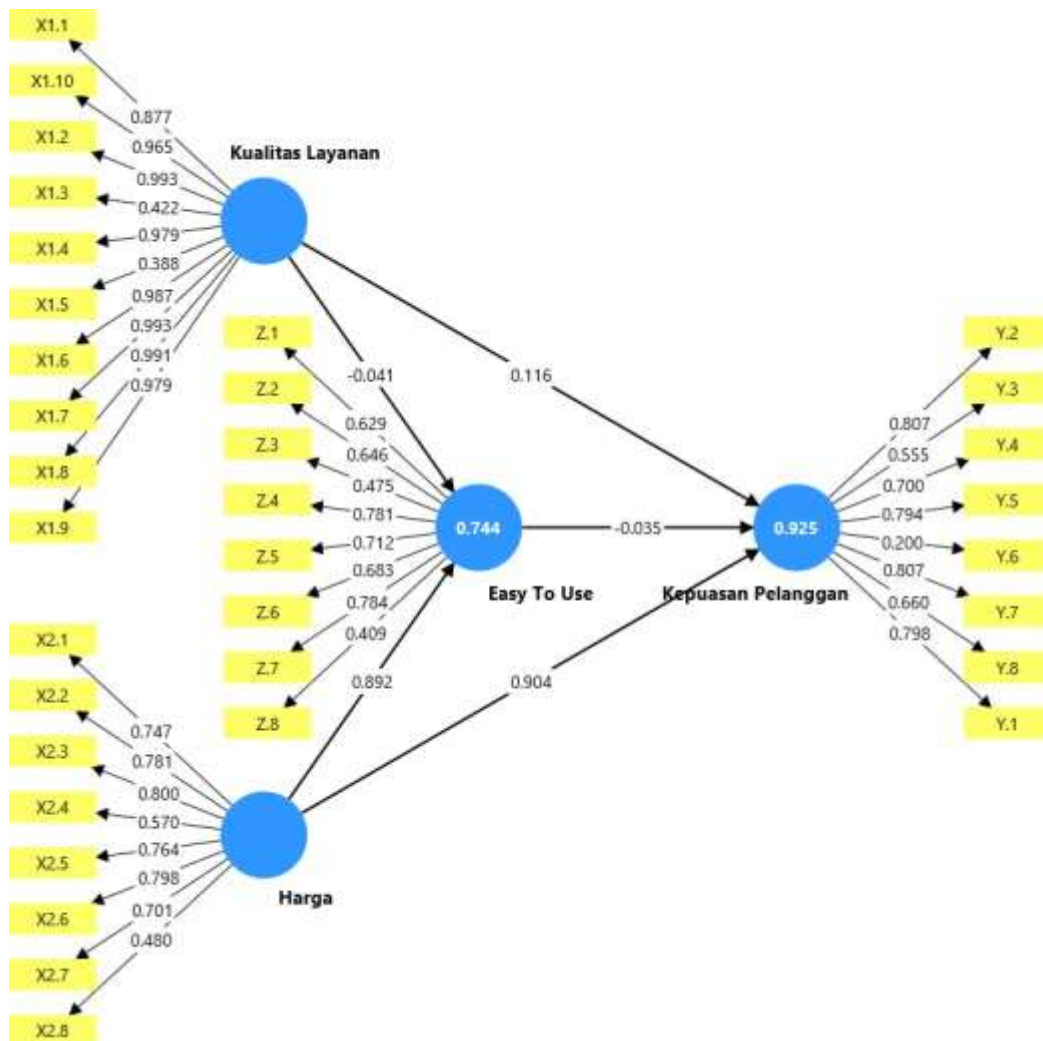 X1.1
X1.10
X1.2
X1.3
X1.4
X1.5
X1.6
X1.7
X1.8
X1.9
0.877
0.965
0.993
0.422
0.979
0.388
0.987
0.993
0.991
0.979
Kualitas Layanan
-0.041
0.116
Z.1
Z.2
Z.3
Z.4
Z.5
Z.6
Z.7
Z.8
0.629
0.646
0.475
0.781
0.712
0.683
0.784
0.409
0.744
Easy To Use
-0.035
0.925
Kepuasan Pelanggan
0.807
0.555
0.700
0.794
0.200
0.807
0.660
0.798
Y.2
Y.3
Y.4
Y.5
Y.6
Y.7
Y.8
Y.1
0.892
0.904
X2.1
X2.2
X2.3
X2.4
X2.5
X2.6
X2.7
X2.8
0.747
0.781
0.800
0.570
0.764
0.798
0.701
0.480
Harga